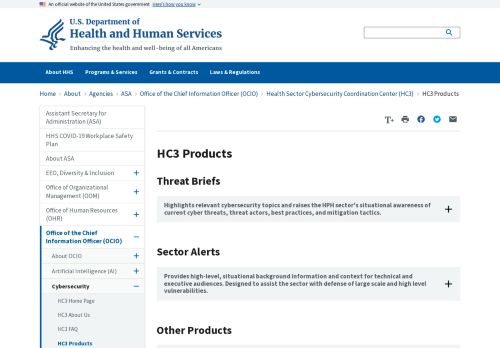 An official website of the United States government Here's how you know
U.S. Department of
Health and Human Services
Enhancing the health and well-being of all Americans
About HHS Programs & Services Grants & Contracts Laws & Regulations
Home > About > Agencies > ASA > Office of the Chief Information Officer (OCIO) > Health Sector Cybersecurity Coordination Center (HC3) > HC3 Products
Assistant Secretary for
Administration (ASA)
HHS COVID-19 Workplace Safety
Plan
About ASA
EEO, Diversity & Inclusion
Office of Organizational
Management (OOM)
Office of Human Resources
(OHR)
Office of the Chief
Information Officer (OCIO)
About OCIO
Artificial Intelligence (AI)
Cybersecurity
HC3 Home Page
HC3 About Us
HC3 FAQ
HC3 Products
T+
HC3 Products
Threat Briefs
Highlights relevant cybersecurity topics and raises the HPH sector's situational awareness of
current cyber threats, threat actors, best practices, and mitigation tactics.
Sector Alerts
Provides high-level, situational background information and context for technical and
executive audiences. Designed to assist the sector with defense of large scale and high level
vulnerabilities.
Other Products